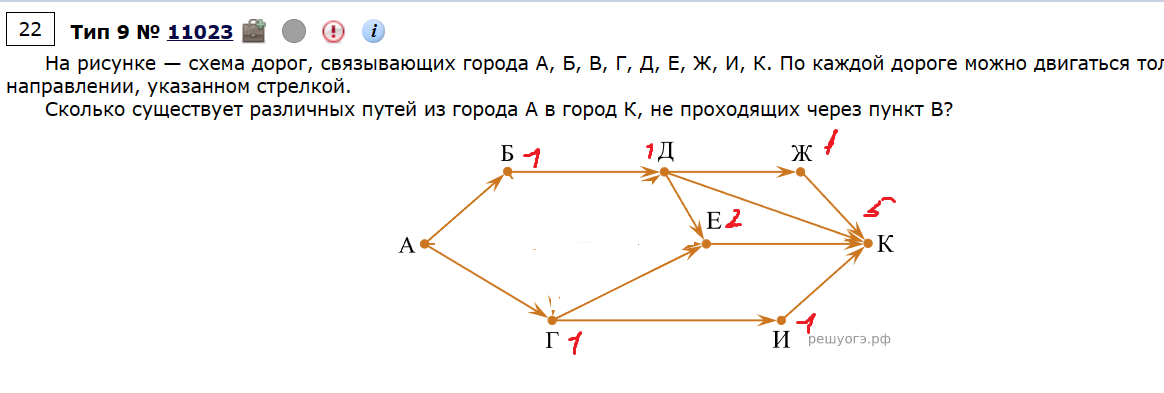 22 Тип 9 № 11023 i
На рисунке — схема дорог, связывающих города А, Б, В, Г, Д, Е, Ж, И, К. По каждой дороге можно двигаться тол
направлении, указанном стрелкой.
Сколько существует различных путей из города А в город К, не проходящих через пункт В?
Б 1 1 Д Ж 1
Е 2 5
А К
Г 1 И 1 решуогэ.рф